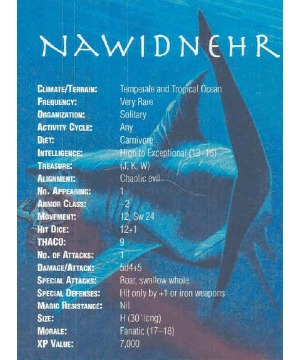 NAWIDNEHR
CLIMATE/TERRAIN: Temperate and Tropical Ocean
FREQUENCY: Very Rare
ORGANIZATION: Solitary
ACTIVITY CYCLE: Any
DIET: Carnivore
INTELLIGENCE: High to Exceptional (13–16)
TREASURE: (J, K, W)
ALIGNMENT: Chaotic evil
NO. APPEARING: 1
ARMOR CLASS: -2
MOVEMENT: 12, Sw 24
HIT DICE: 12+1
THAC0: 9
NO. OF ATTACKS: 1
DAMAGE/ATTACK: 5d4+5
SPECIAL ATTACKS: Roar, swallow whole
SPECIAL DEFENSES: Hit only by +1 or iron weapons
MAGIC RESISTANCE: Nil
SIZE: H (30' long)
MORALE: Fanatic (17–18)
XP VALUE: 7,000